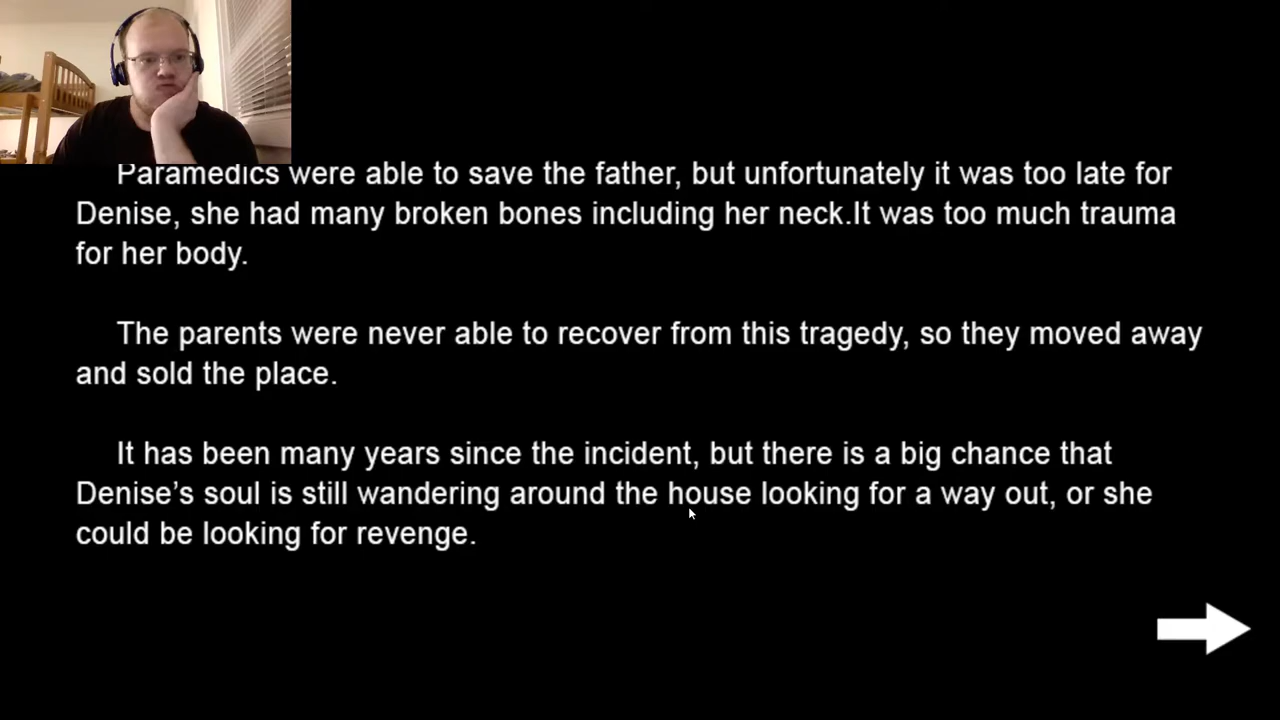 Paramedics were able to save the father, but unfortunately it was too late for
Denise, she had many broken bones including her neck.It was too much trauma
for her body.
The parents were never able to recover from this tragedy, so they moved away
and sold the place.
It has been many years since the incident, but there is a big chance that
Denise’s soul is still wandering around the house looking for a way out, or she
could be looking for revenge.